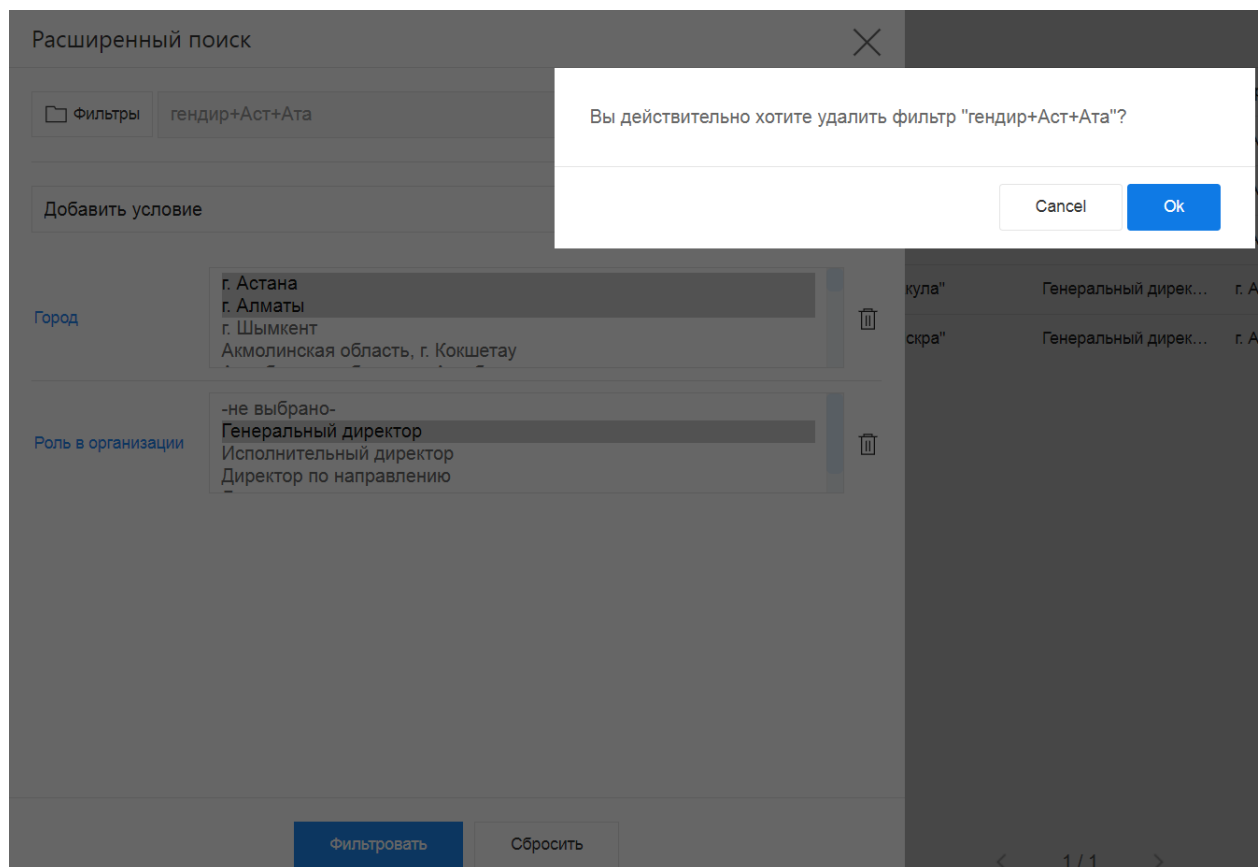 Расширенный поиск
Фильтры
гендир+Аст+Ата
Вы действительно хотите удалить фильтр "гендир+Аст+Ата"?
Cancel
Ok
Добавить условие
Город
г. Астана
г. Алматы
г. Шымкент
Акмолинская область, г. Кокшетау
Роль в организации
-не выбрано-
Генеральный директор
Исполнительный директор
Директор по направлению
кула" Генеральный дирек... г. А
скра" Генеральный дирек... г. А
Фильтровать
Сбросить
1 / 1